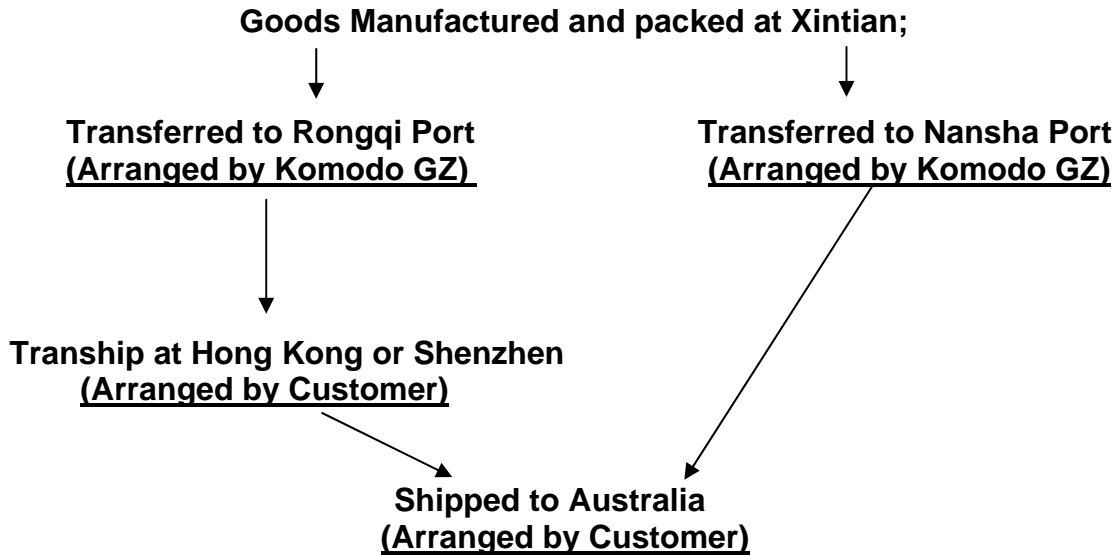 Goods Manufactured and packed at Xintian;
Transferred to Rongqi Port
(Arranged by Komodo GZ)
Transferred to Nansha Port
(Arranged by Komodo GZ)
Tranship at Hong Kong or Shenzhen
(Arranged by Customer)
Shipped to Australia
(Arranged by Customer)